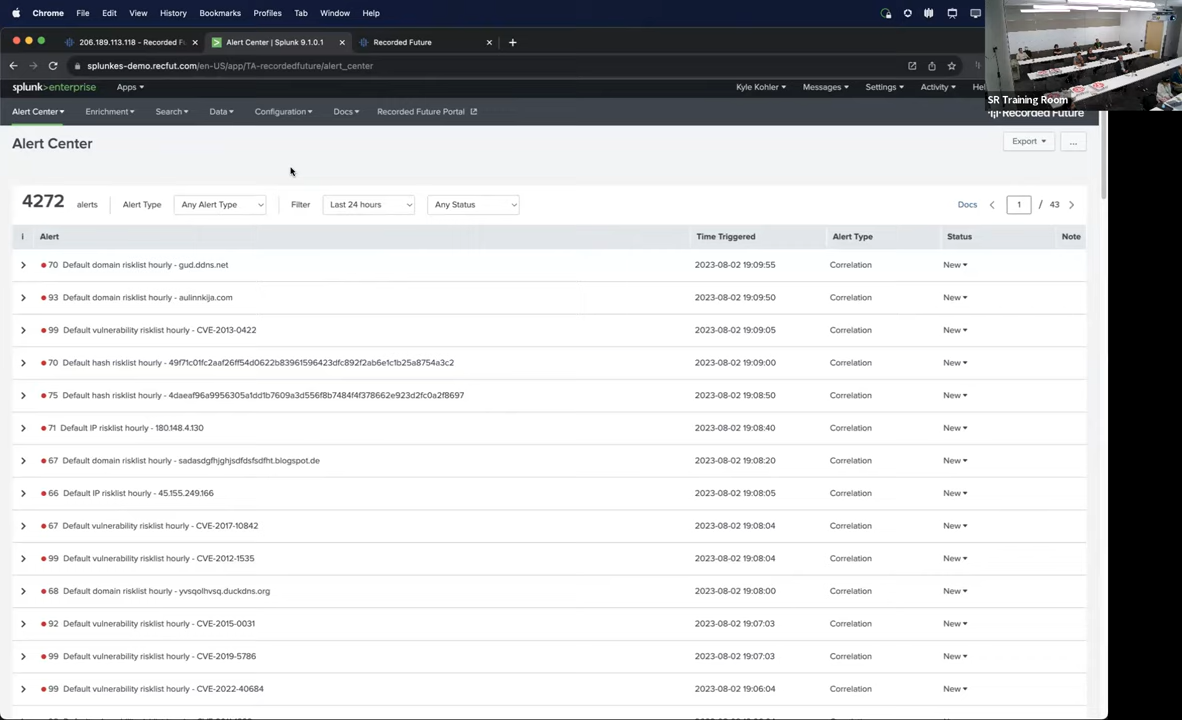 Chrome File Edit View History Bookmarks Profiles Tab Window Help
206.189.113.118 – Recorded F
Alert Center | Splunk 9.1.0.1
Recorded Future
splunkes-demo.recfut.com/en-US/app/TA-recordedfuture/alert_center
SR Training Room
splunk>enterprise Apps Kyle Kohler Messages Settings Activity Hel
Alert Center Enrichment Search Data Configuration Docs Recorded Future Portal
Recorded Future
Alert Center Export ...
4272 alerts Alert Type Any Alert Type Filter Last 24 hours Any Status Docs 1 / 43
i Alert Time Triggered Alert Type Status Note
70 Default domain risklist hourly - gud.ddns.net 2023-08-02 19:09:55 Correlation New
93 Default domain risklist hourly - aulinnkija.com 2023-08-02 19:09:50 Correlation New
99 Default vulnerability risklist hourly - CVE-2013-0422 2023-08-02 19:09:05 Correlation New
70 Default hash risklist hourly - 49f71c01fc2aaf26ff54d0622b83961596423dfc892f2ab6e1c1b25a8754a3c2 2023-08-02 19:09:00 Correlation New
75 Default hash risklist hourly - 4daeaf96a9956305a1dd1b7609a3d556f8b7484f4f378662e923d2fc0a2f8697 2023-08-02 19:08:50 Correlation New
71 Default IP risklist hourly - 180.148.4.130 2023-08-02 19:08:40 Correlation New
67 Default domain risklist hourly - sadasdgfhjghjsdfdsfsdfht.blogspot.de 2023-08-02 19:08:20 Correlation New
66 Default IP risklist hourly - 45.155.249.166 2023-08-02 19:08:05 Correlation New
67 Default vulnerability risklist hourly - CVE-2017-10842 2023-08-02 19:08:04 Correlation New
99 Default vulnerability risklist hourly - CVE-2012-1535 2023-08-02 19:08:04 Correlation New
68 Default domain risklist hourly - yvsqolhvsq.duckdns.org 2023-08-02 19:08:00 Correlation New
92 Default vulnerability risklist hourly - CVE-2015-0031 2023-08-02 19:07:03 Correlation New
99 Default vulnerability risklist hourly - CVE-2019-5786 2023-08-02 19:07:03 Correlation New
99 Default vulnerability risklist hourly - CVE-2022-40684 2023-08-02 19:06:04 Correlation New